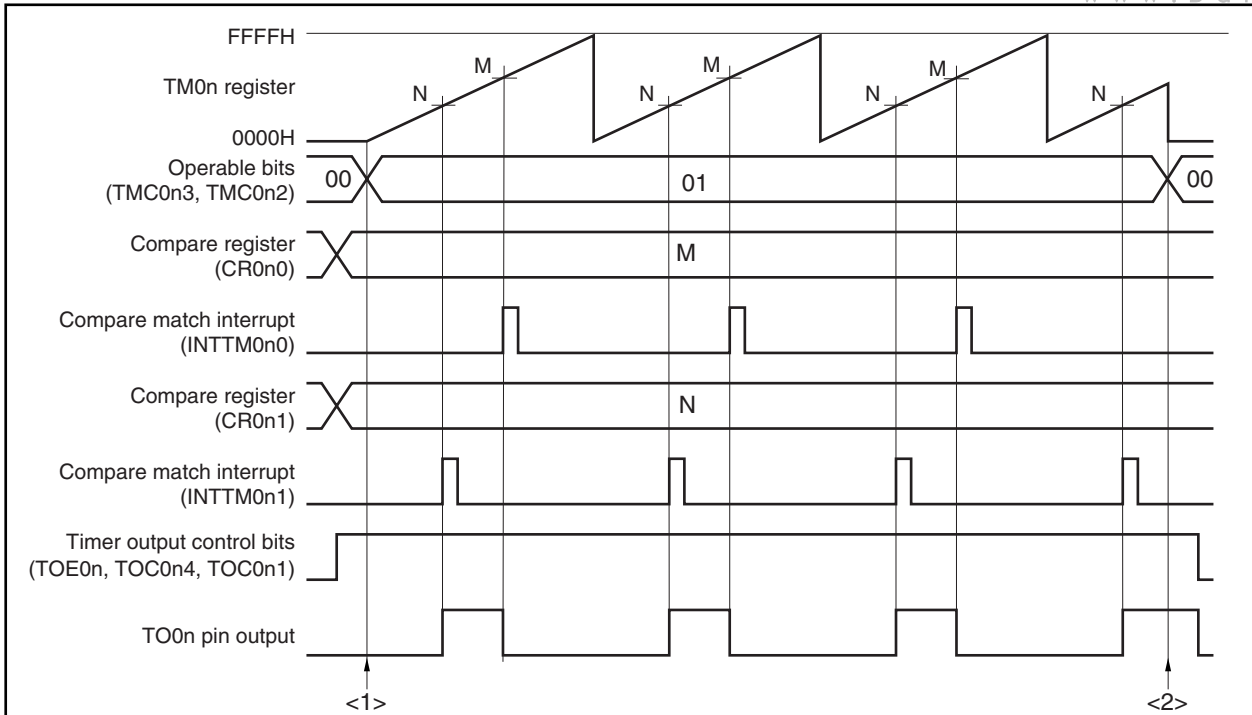 FFFFH
TM0n register
0000H
N
M
N
M
N
M
N
Operable bits
(TMC0n3, TMC0n2)
00
01
00
Compare register
(CR0n0)
M
Compare match interrupt
(INTTM0n0)
Compare register
(CR0n1)
N
Compare match interrupt
(INTTM0n1)
Timer output control bits
(TOE0n, TOC0n4, TOC0n1)
TO0n pin output
<1>
<2>